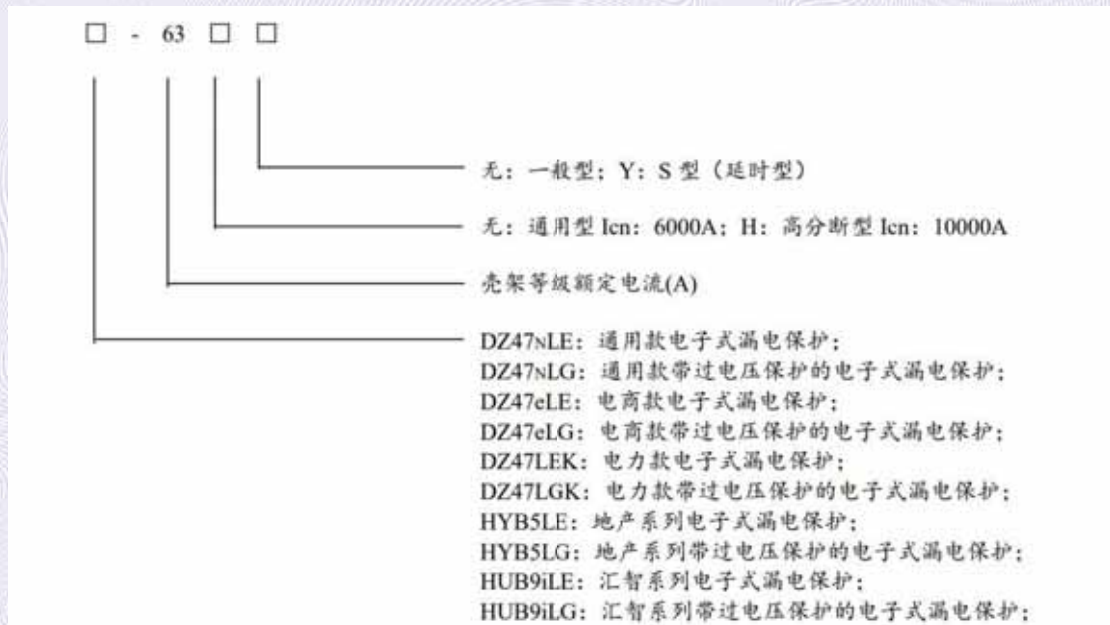 □ - 63 □ □
无：一般型；Y：S 型（延时型）
无：通用型 Icn：6000A；H：高分断型 Icn：10000A
壳架等级额定电流(A)
DZ47NLE：通用款电子式漏电保护；
DZ47NLG：通用款带过电压保护的电子式漏电保护；
DZ47eLE：电商款电子式漏电保护；
DZ47eLG：电商款带过电压保护的电子式漏电保护；
DZ47LEK：电力款电子式漏电保护；
DZ47LGK：电力款带过电压保护的电子式漏电保护；
HYB5LE：地产系列电子式漏电保护；
HYB5LG：地产系列带过电压保护的电子式漏电保护；
HUB9iLE：汇智系列电子式漏电保护；
HUB9iLG：汇智系列带过电压保护的电子式漏电保护；